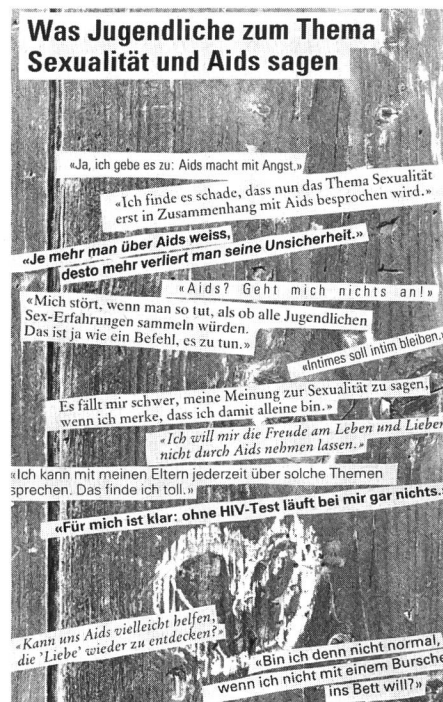 Was Jugendliche zum Thema
Sexualität und Aids sagen
«Ja, ich gebe es zu: Aids macht mit Angst.»
«Ich finde es schade, dass nun das Thema Sexualität
erst in Zusammenhang mit Aids besprochen wird.»
«Je mehr man über Aids weiss,
desto mehr verliert man seine Unsicherheit.»
«Aids? Geht mich nichts an!»
«Mich stört, wenn man so tut, als ob alle Jugendlichen
Sex-Erfahrungen sammeln würden.
Das ist ja wie ein Befehl, es zu tun.»
«Intimes soll intim bleiben.»
Es fällt mir schwer, meine Meinung zur Sexualität zu sagen,
wenn ich merke, dass ich damit alleine bin.»
«Ich will mir die Freude am Leben und Lieben
nicht durch Aids nehmen lassen.»
«Ich kann mit meinen Eltern jederzeit über solche Themen
sprechen. Das finde ich toll.»
«Für mich ist klar: ohne HIV-Test läuft bei mir gar nichts.»
«Kann uns Aids vielleicht helfen,
die 'Liebe' wieder zu entdecken?»
«Bin ich denn nicht normal,
wenn ich nicht mit einem Bursche
ins Bett will?»